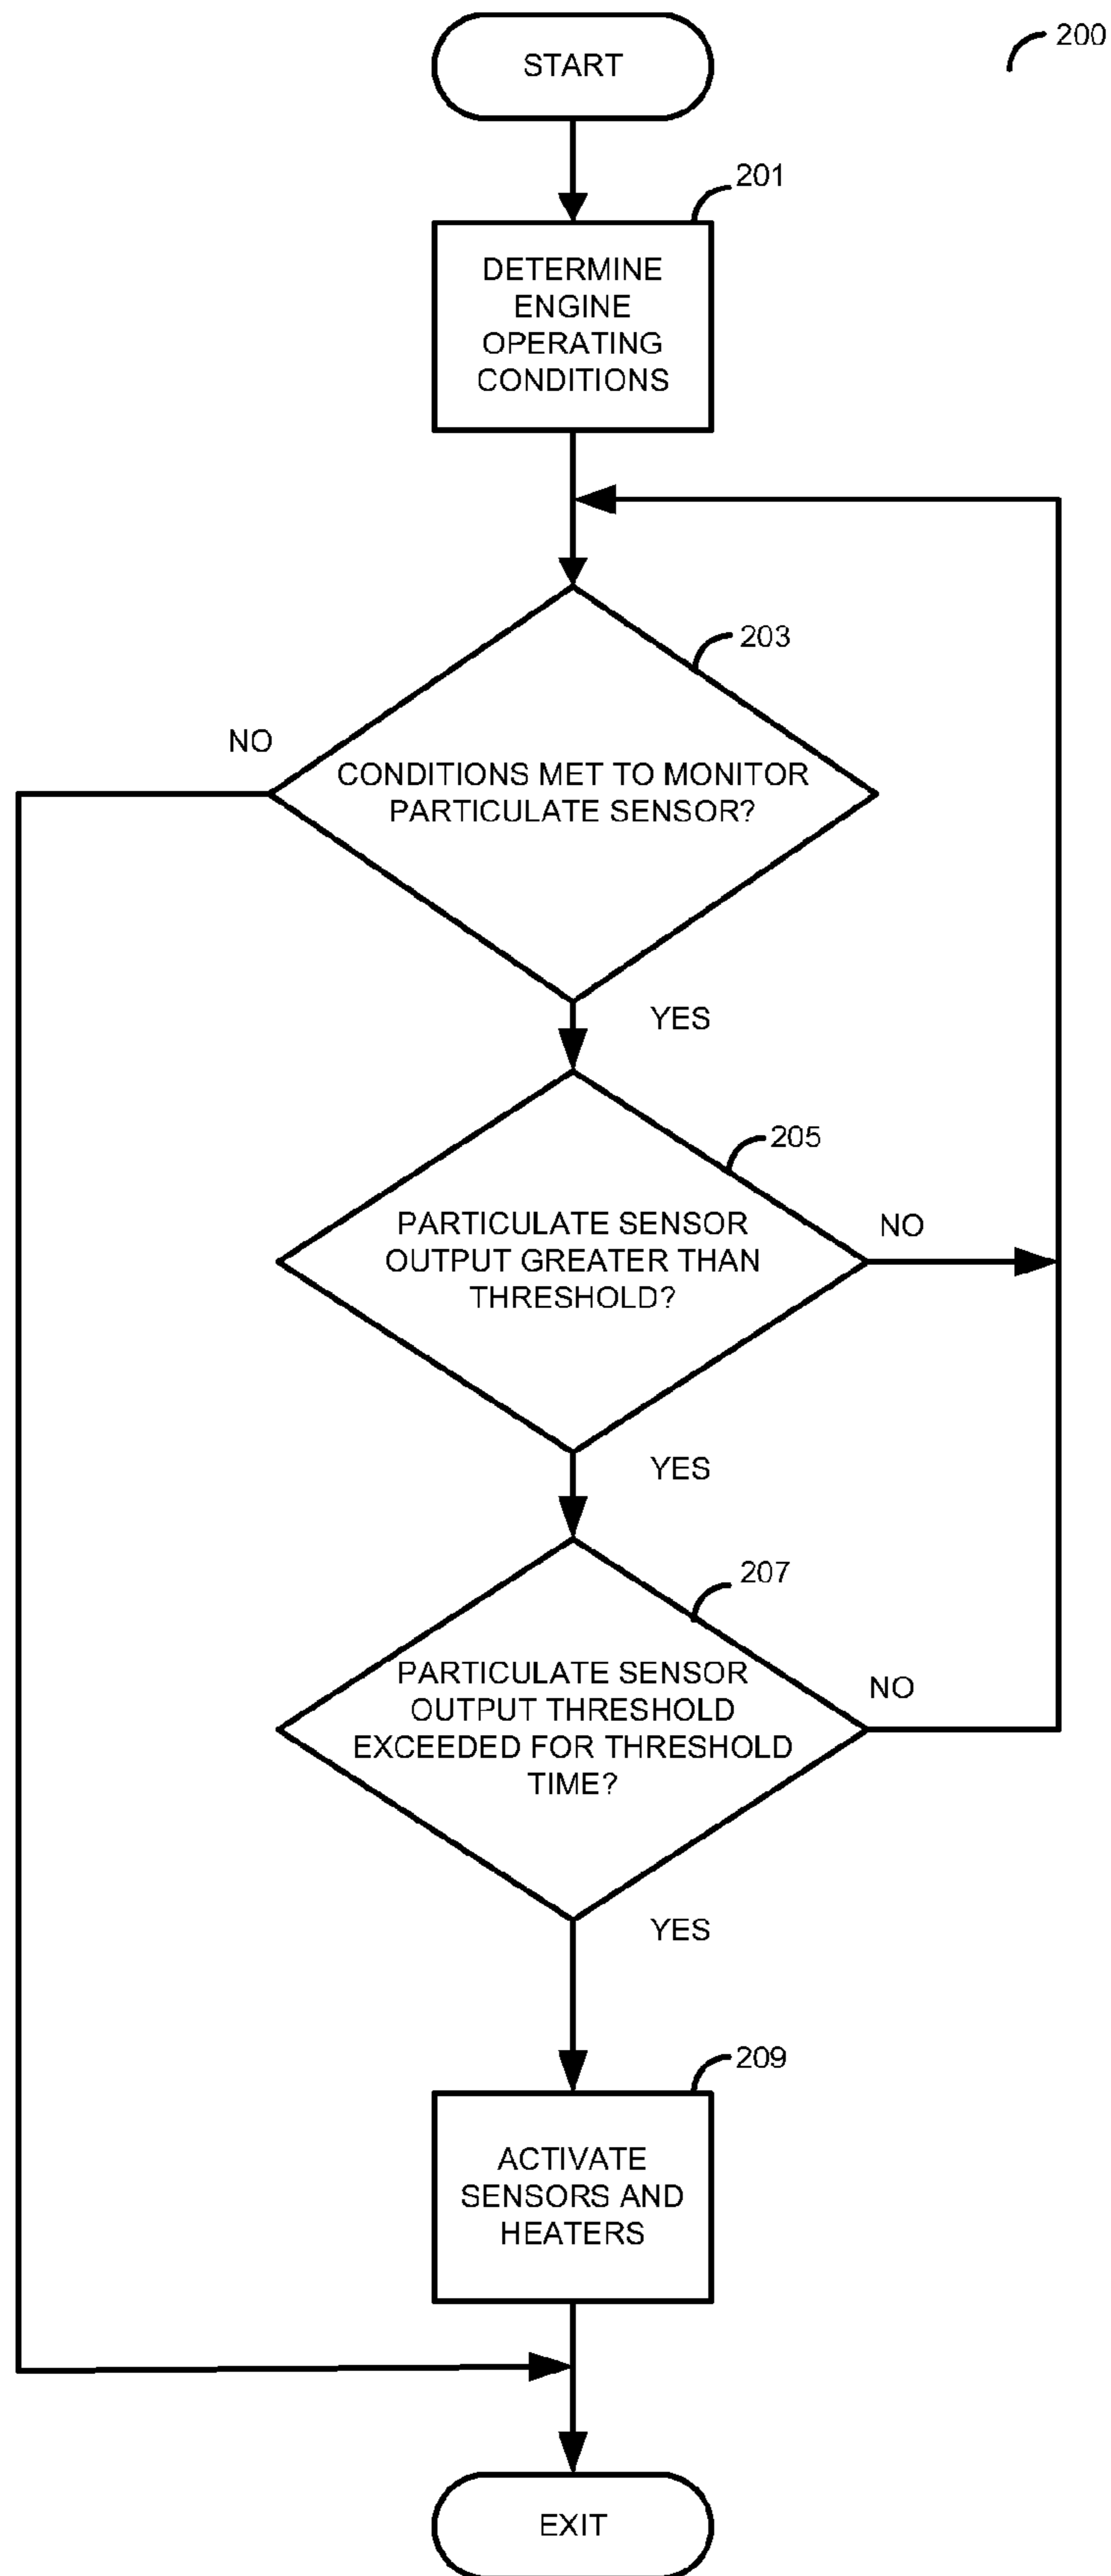 START
200
201
DETERMINE
ENGINE
OPERATING
CONDITIONS
203
NO
CONDITIONS MET TO MONITOR
PARTICULATE SENSOR?
YES
205
PARTICULATE SENSOR
OUTPUT GREATER THAN
THRESHOLD?
NO
YES
207
PARTICULATE SENSOR
OUTPUT THRESHOLD
EXCEEDED FOR THRESHOLD
TIME?
NO
YES
209
ACTIVATE
SENSORS AND
HEATERS
EXIT